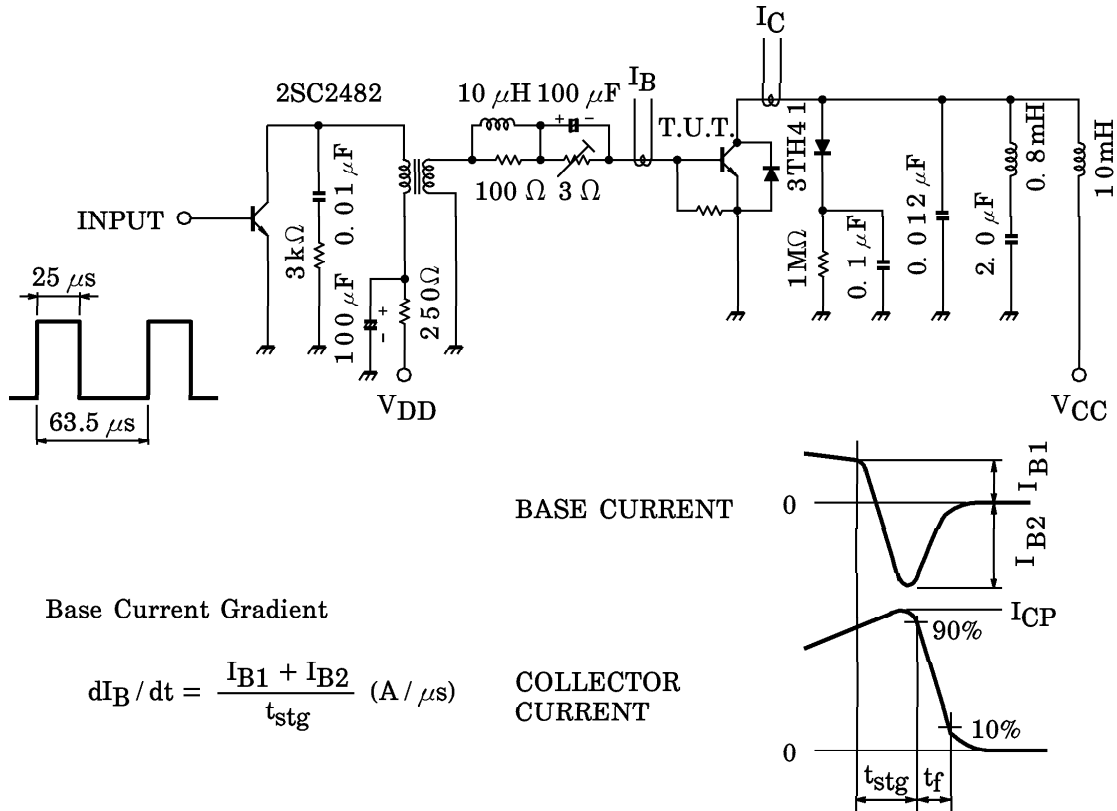 I_C
2SC2482
10 μH
100 μF
+
-
I_B
T.U.T.
3TH41
0.8mH
10mH
100 Ω
3 Ω
INPUT
0.01 μF
3kΩ
100 μF
+
-
250Ω
1MΩ
0.1 μF
0.012 μF
2.0 μF
V_DD
V_CC
25 μs
63.5 μs
BASE CURRENT
0
I_B1
I_B2
Base Current Gradient
dI_B/dt = (I_B1 + I_B2) / t_stg (A/μs)
COLLECTOR
CURRENT
I_CP
90%
10%
0
t_stg
t_f